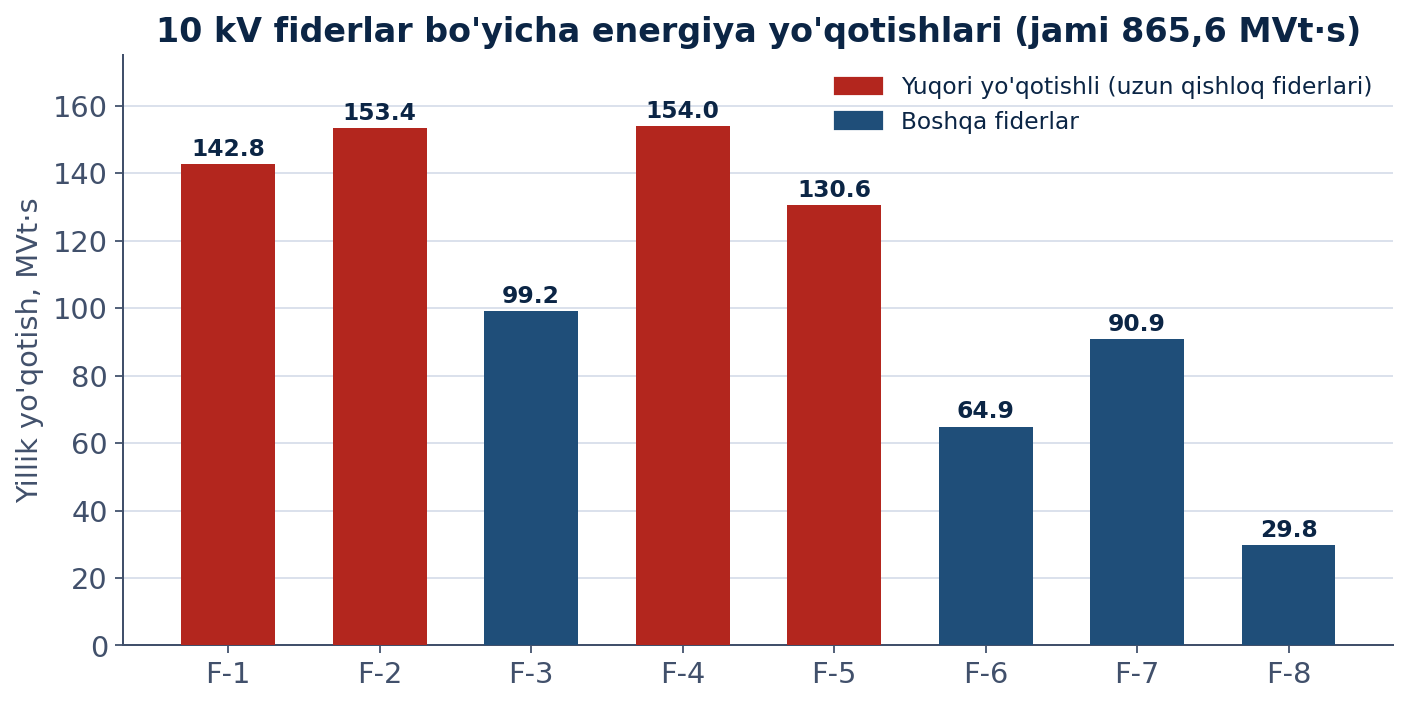 10 kV fiderlar bo'yicha energiya yo'qotishlari (jami 865,6 MVt·s)
Yuqori yo'qotishli (uzun qishloq fiderlari)
Boshqa fiderlar
Yillik yo'qotish, MVt·s
160
140
120
100
80
60
40
20
0
142.8
153.4
99.2
154.0
130.6
64.9
90.9
29.8
F-1
F-2
F-3
F-4
F-5
F-6
F-7
F-8